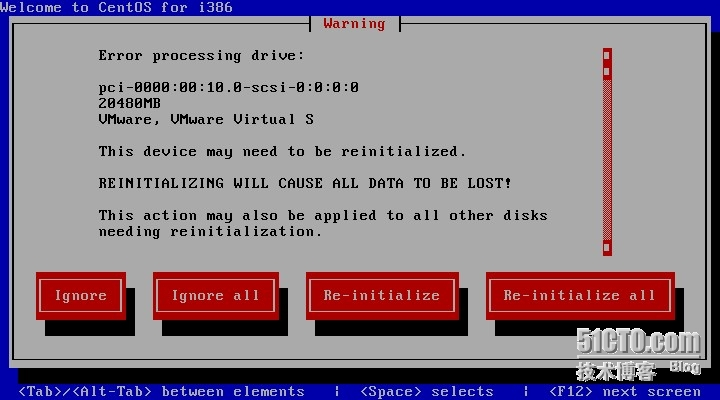 Welcome to CentOS for i386
Warning
Error processing drive:
pci-0000:00:10.0-scsi-0:0:0:0
20480MB
VMware, VMware Virtual S
This device may need to be reinitialized.
REINITIALIZING WILL CAUSE ALL DATA TO BE LOST!
This action may also be applied to all other disks
needing reinitialization.
Ignore Ignore all Re-initialize Re-initialize all
51CTO.com
技术博客 Blog
<Tab>/<Alt-Tab> between elements | <Space> selects | <F12> next screen